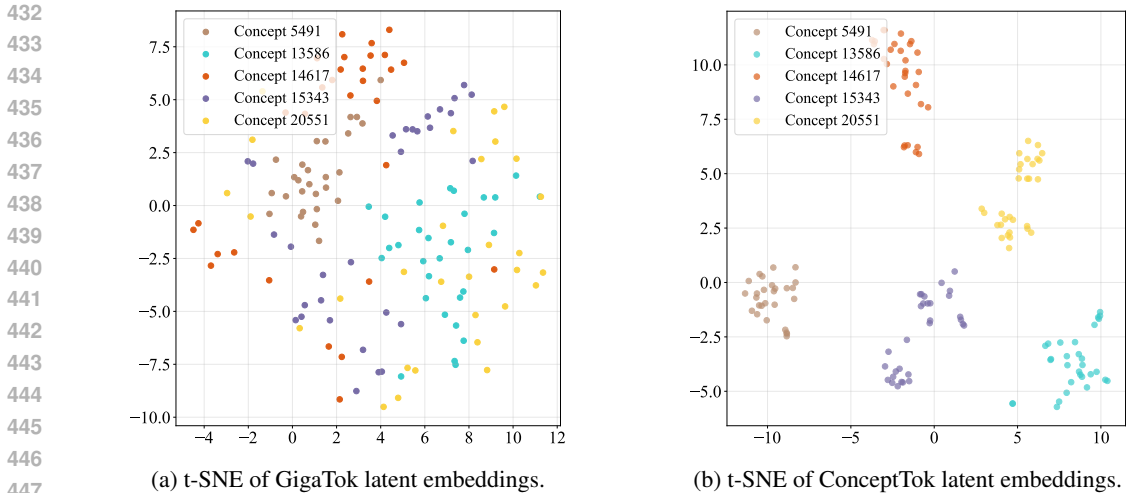 432
433
434
435
436
437
438
439
440
441
442
443
444
445
446
447
Concept 5491
Concept 13586
Concept 14617
Concept 15343
Concept 20551
7.5
5.0
2.5
0.0
−2.5
−5.0
−7.5
−10.0
−4 −2 0 2 4 6 8 10 12
(a) t-SNE of GigaTok latent embeddings.
Concept 5491
Concept 13586
Concept 14617
Concept 15343
Concept 20551
10.0
7.5
5.0
2.5
0.0
−2.5
−5.0
−10 −5 0 5 10
(b) t-SNE of ConceptTok latent embeddings.